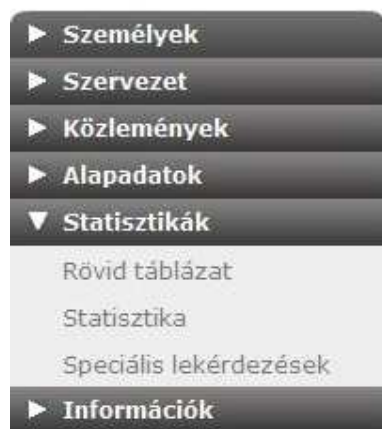 Személyek
Szervezet
Közlemények
Alapadatok
Statisztikák
Rövid táblázat
Statisztika
Speciális lekérdezések
Információk